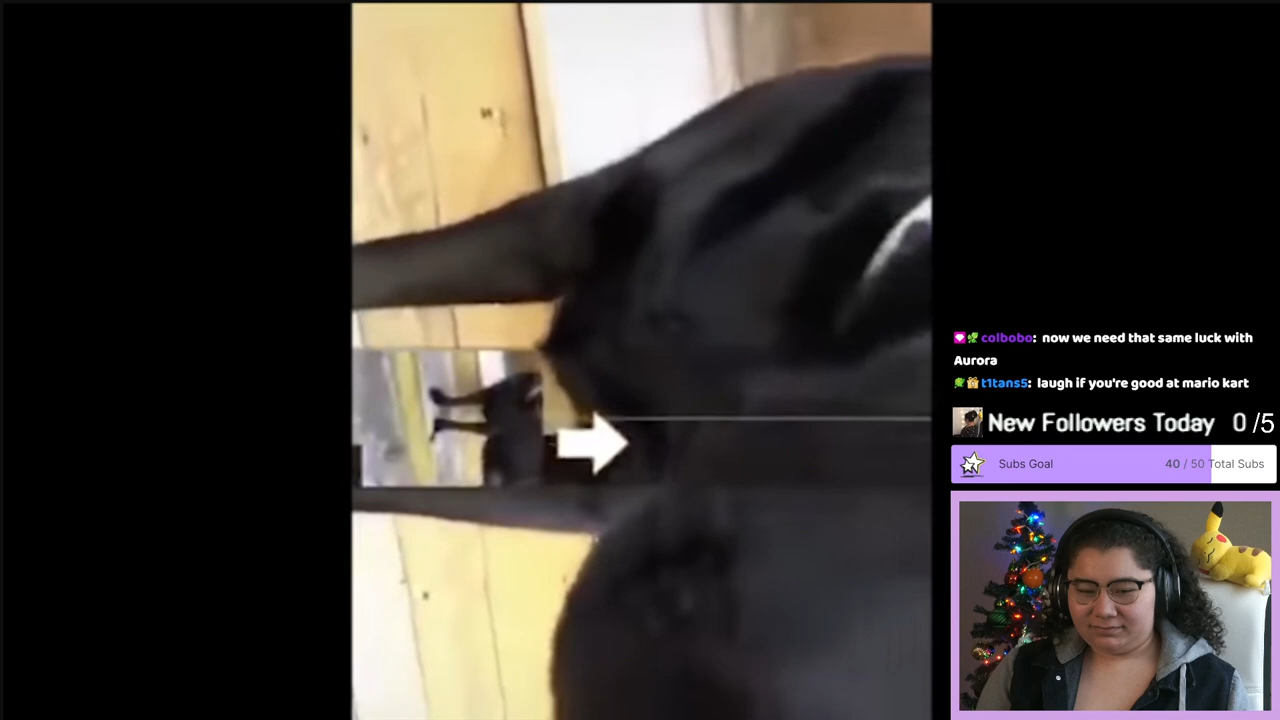 colbobo: now we need that same luck with
Aurora
t1tans5: laugh if you're good at mario kart
New Followers Today 0 /5
Subs Goal 40 / 50 Total Subs